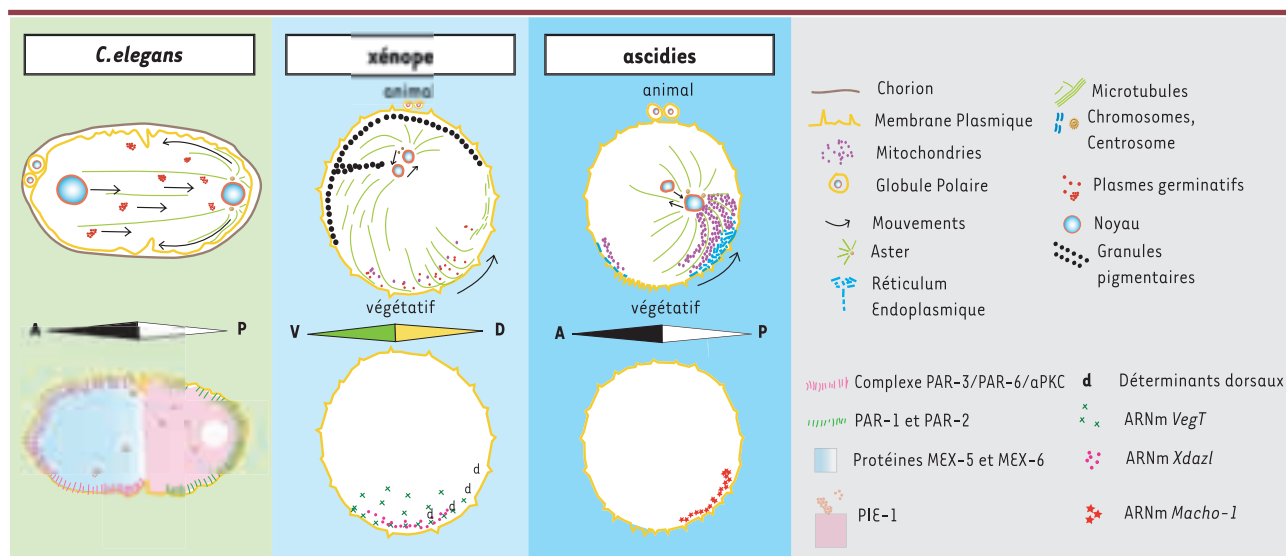 C.elegans
xénope
animal
végétatif
V
D
A
P
ascidies
animal
végétatif
A
P
d
d
d
d
Chorion
Membrane Plasmique
Mitochondries
Globule Polaire
Mouvements
Aster
Réticulum
Endoplasmique
Microtubules
Chromosomes,
Centrosome
Plasmes germinatifs
Noyau
Granules
pigmentaires
Complexe PAR-3/PAR-6/aPKC
PAR-1 et PAR-2
Protéines MEX-5 et MEX-6
PIE-1
d Déterminants dorsaux
ARNm VegT
ARNm Xdazl
ARNm Macho-1